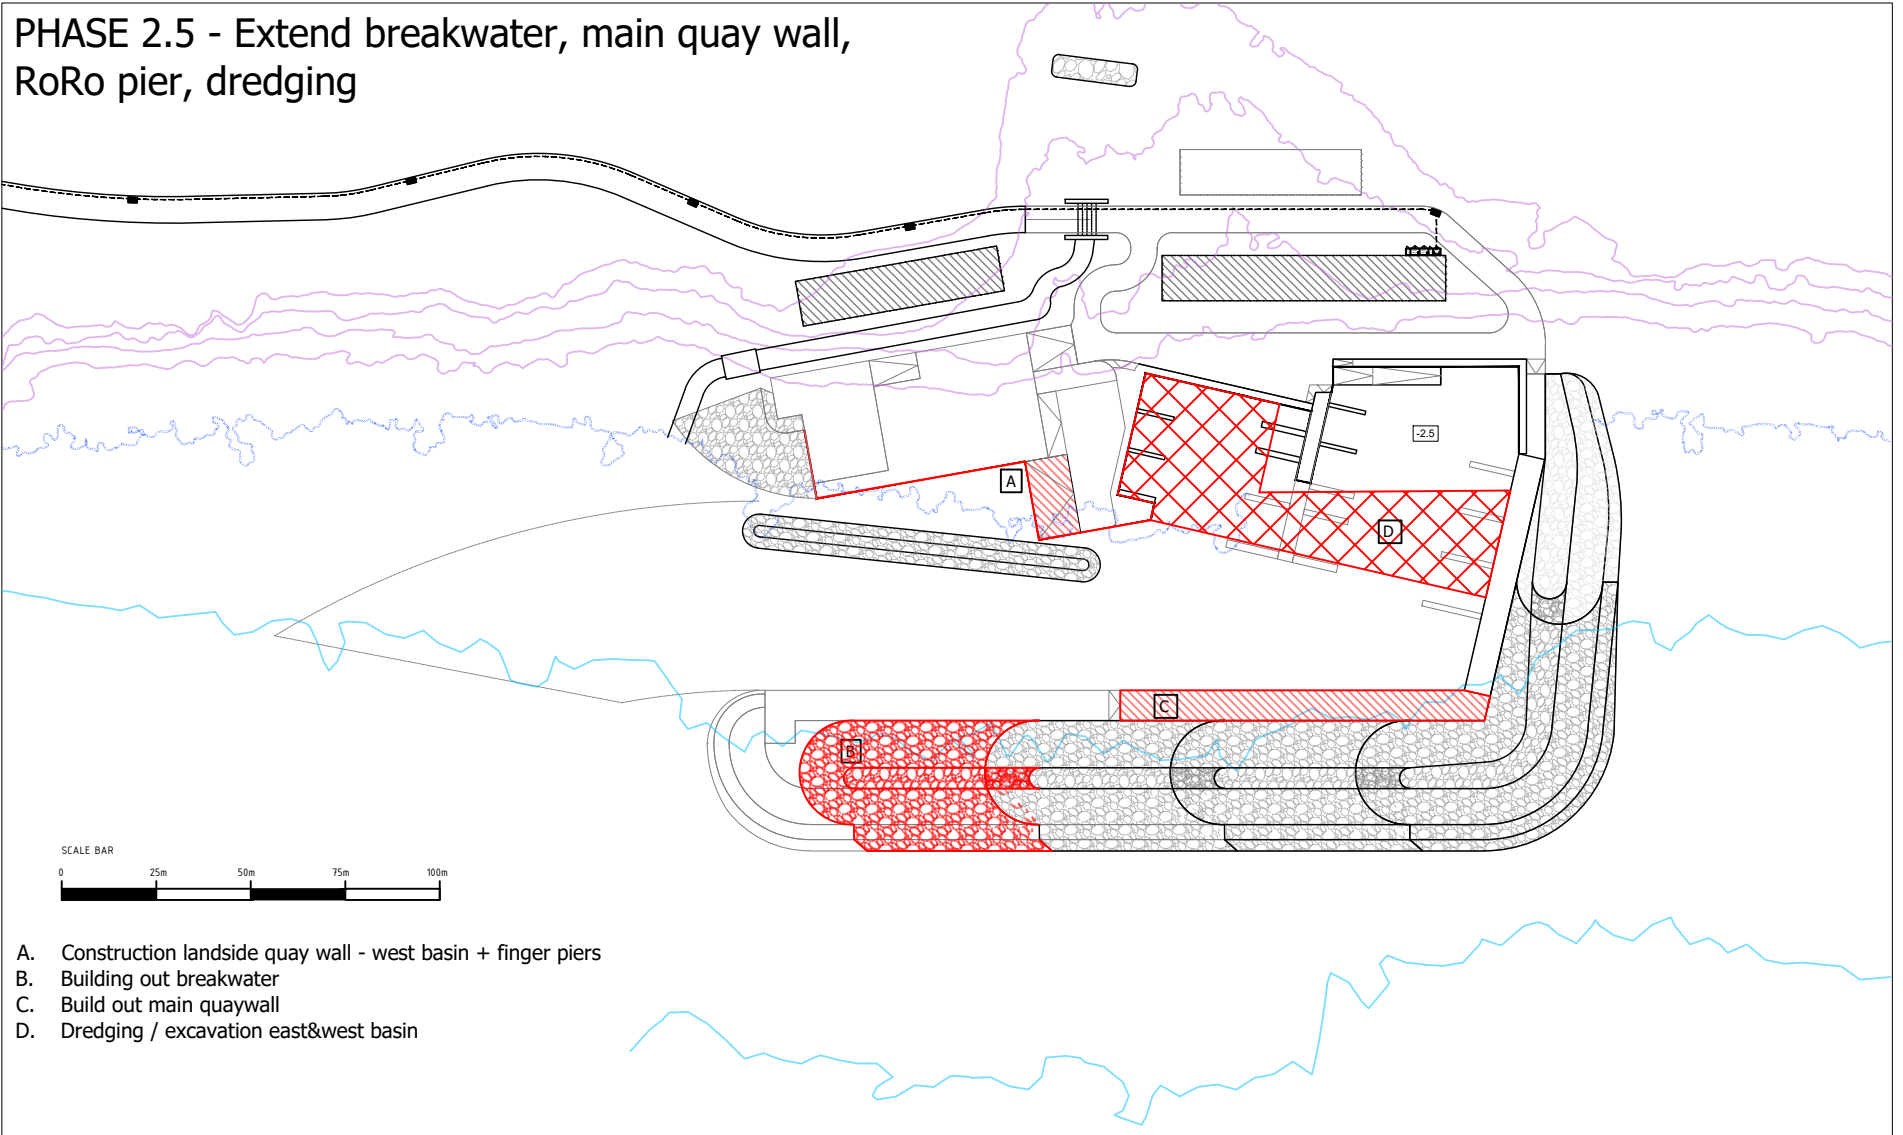 PHASE 2.5 - Extend breakwater, main quay wall,
RoRo pier, dredging
-2.5
A
D
C
B
SCALE BAR
0 25m 50m 75m 100m
A. Construction landside quay wall - west basin + finger piers
B. Building out breakwater
C. Build out main quaywall
D. Dredging / excavation east&west basin